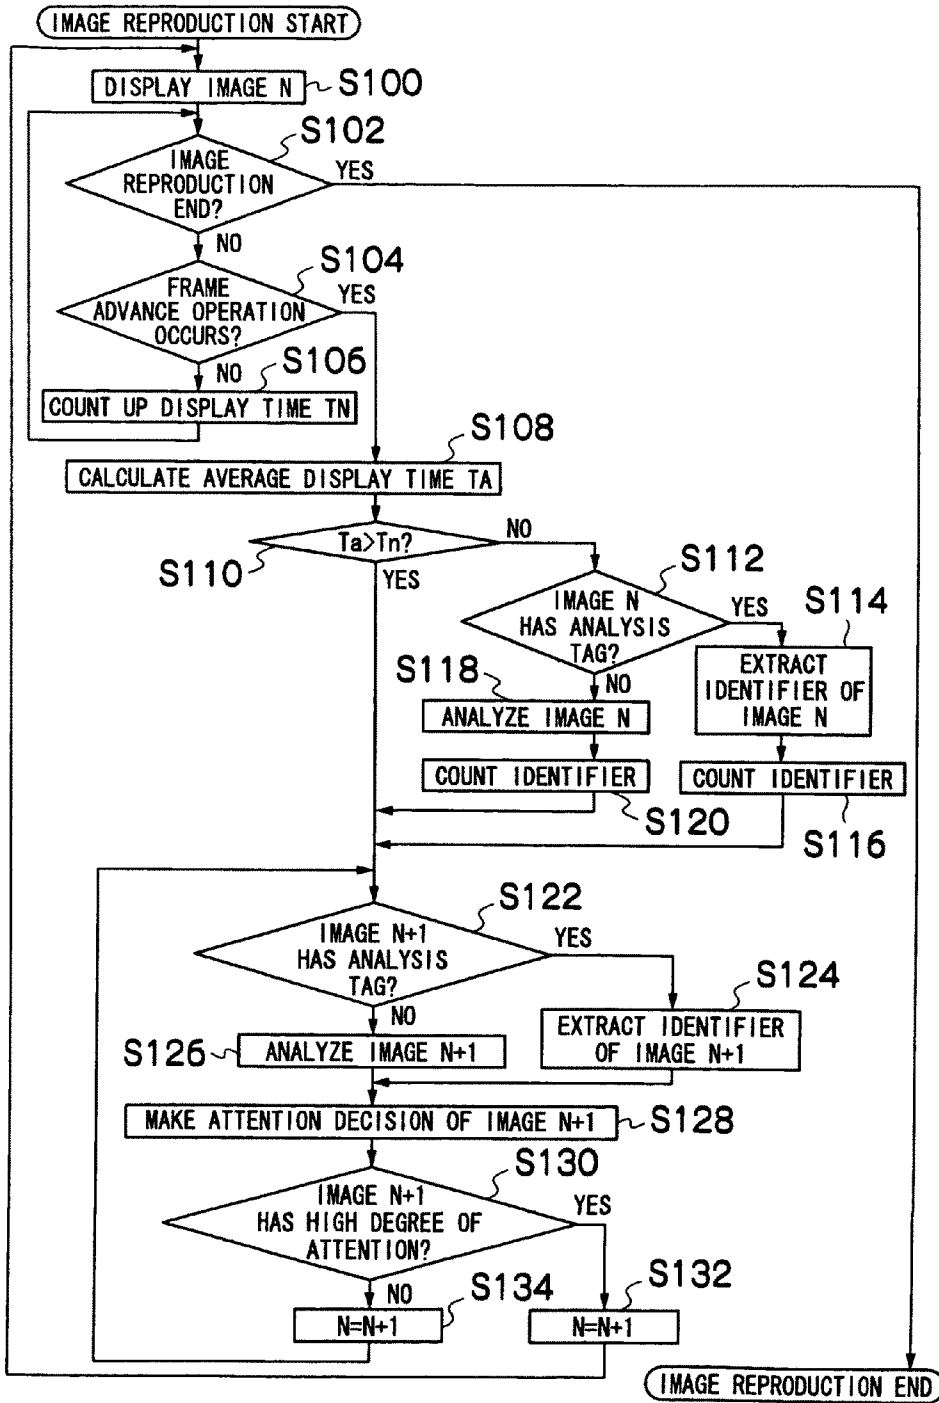 IMAGE REPRODUCTION START
DISPLAY IMAGE N
S100
S102
IMAGE
REPRODUCTION
END?
YES
NO
S104
FRAME
ADVANCE OPERATION
OCCURS?
YES
NO
S106
COUNT UP DISPLAY TIME TN
S108
CALCULATE AVERAGE DISPLAY TIME TA
Ta>Tn?
NO
S110
YES
S112
IMAGE N
HAS ANALYSIS
TAG?
YES
S114
EXTRACT
IDENTIFIER OF
IMAGE N
S118
NO
ANALYZE IMAGE N
COUNT IDENTIFIER
COUNT IDENTIFIER
S120
S116
S122
IMAGE N+1
HAS ANALYSIS
TAG?
YES
NO
S124
EXTRACT IDENTIFIER
OF IMAGE N+1
S126
ANALYZE IMAGE N+1
MAKE ATTENTION DECISION OF IMAGE N+1
S128
S130
IMAGE N+1
HAS HIGH DEGREE OF
ATTENTION?
YES
NO
S134
N=N+1
S132
N=N+1
IMAGE REPRODUCTION END